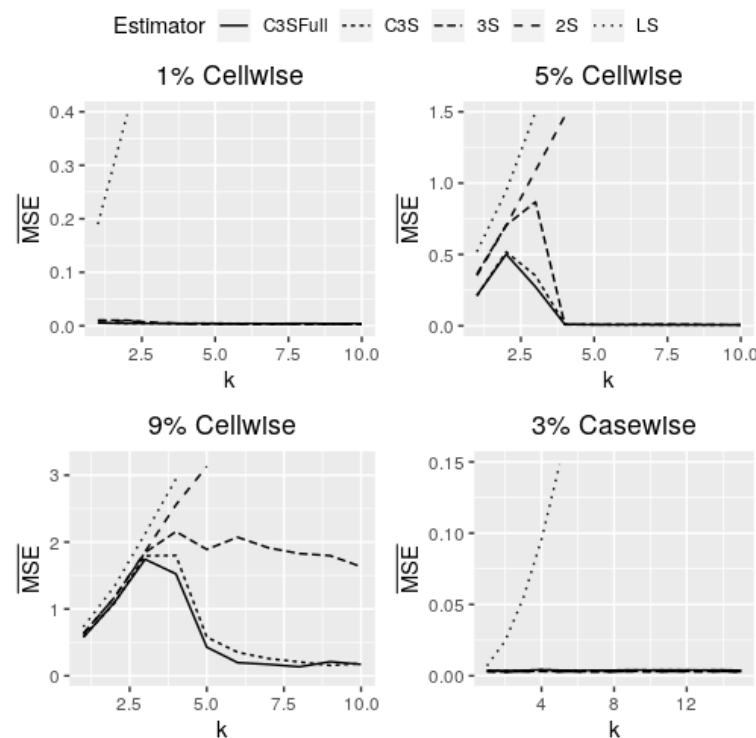 Estimator C3SFull C3S 3S 2S LS
1% Cellwise
MSE
0.4
0.3
0.2
0.1
0.0
2.5 5.0 7.5 10.0
k
5% Cellwise
MSE
1.5
1.0
0.5
0.0
2.5 5.0 7.5 10.0
k
9% Cellwise
MSE
3
2
1
0
2.5 5.0 7.5 10.0
k
3% Casewise
MSE
0.15
0.10
0.05
0.00
4 8 12
k